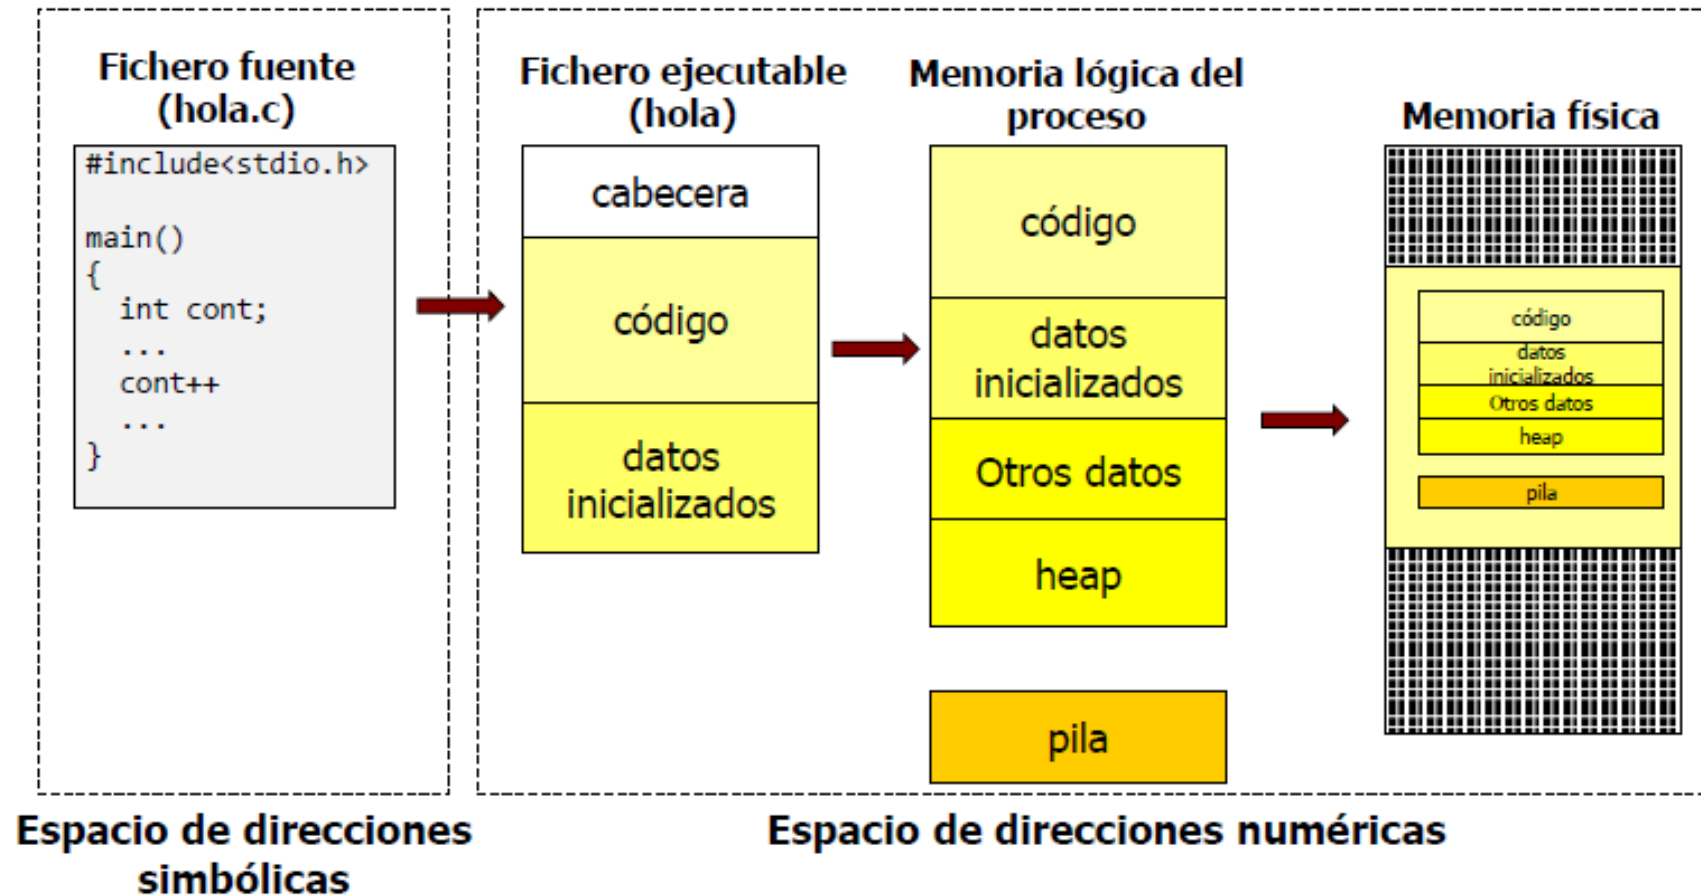 Fichero fuente
(hola.c)
#include<stdio.h>
main()
{
int cont;
...
cont++
...
}
Espacio de direcciones
simbólicas
Fichero ejecutable
(hola)
cabecera
código
datos
inicializados
Memoria lógica del
proceso
código
datos
inicializados
Otros datos
heap
pila
Memoria física
código
datos
inicializados
Otros datos
heap
pila
Espacio de direcciones numéricas